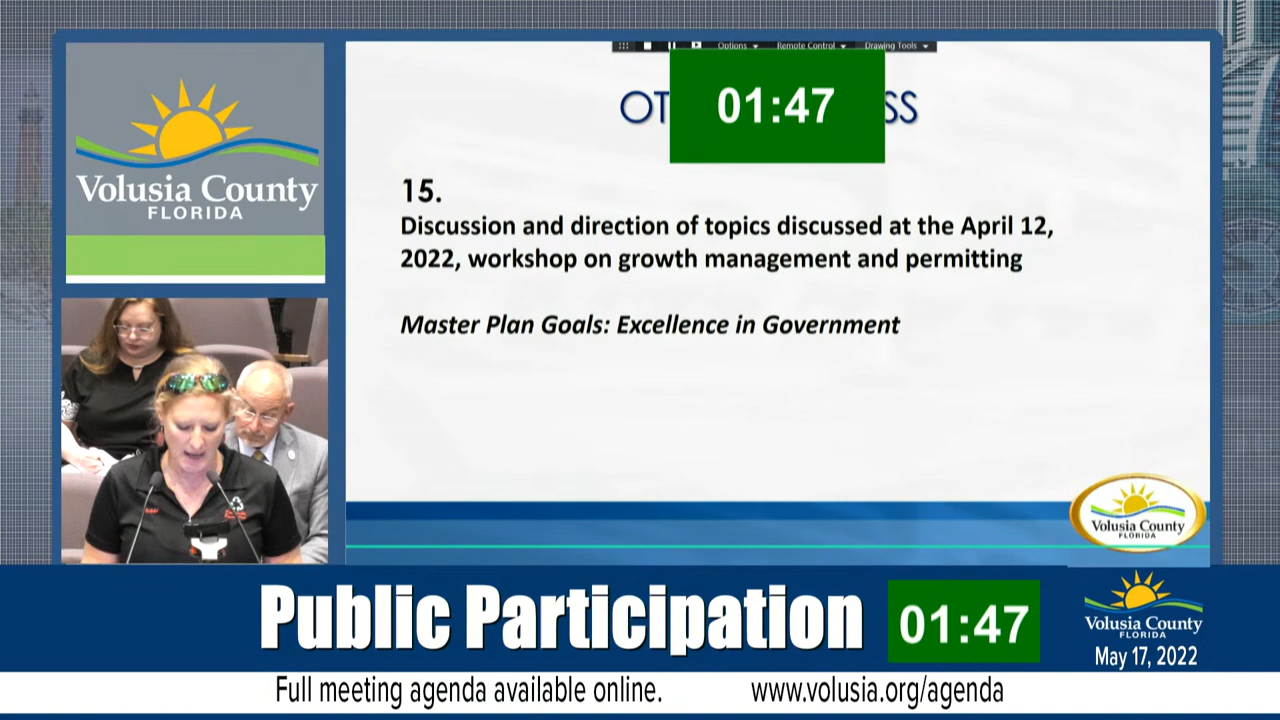 Options
Remote Control
Drawing Tools
OT
SS
01:47
15.
Discussion and direction of topics discussed at the April 12,
2022, workshop on growth management and permitting
Master Plan Goals: Excellence in Government
Volusia County
FLORIDA
Volusia County
FLORIDA
Public Participation
01:47
Volusia County
FLORIDA
May 17, 2022
Full meeting agenda available online.
www.volusia.org/agenda